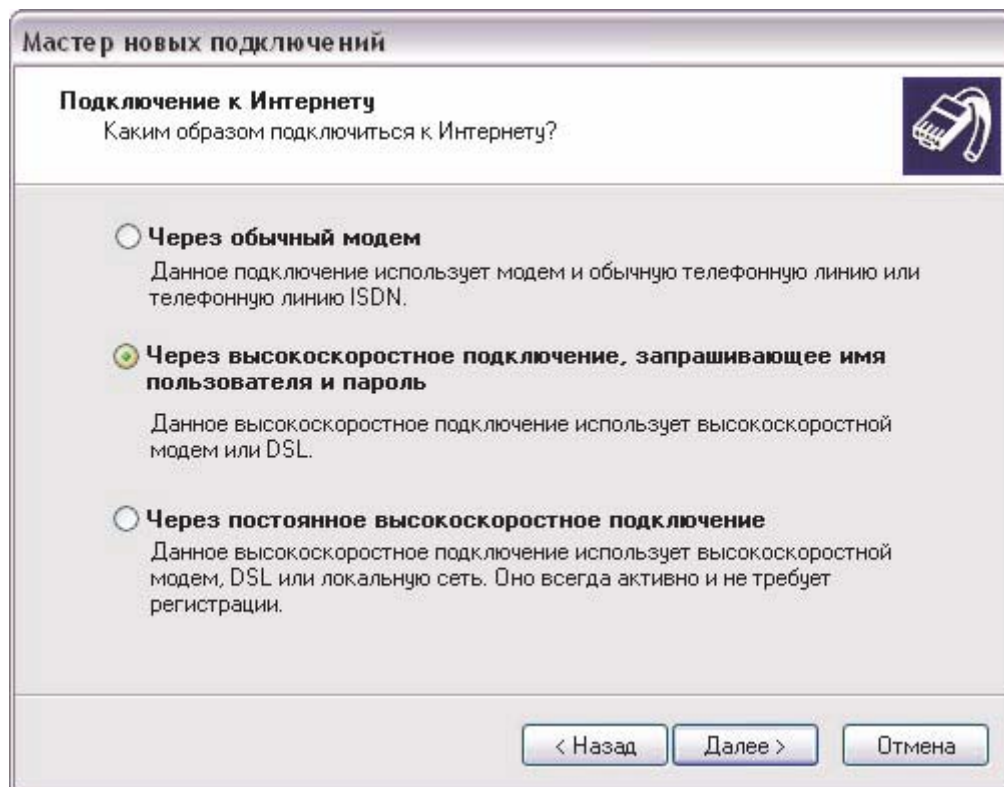 Мастер новых подключений
Подключение к Интернету
Каким образом подключиться к Интернету?
Через обычный модем
Данное подключение использует модем и обычную телефонную линию или
телефонную линию ISDN.
Через высокоскоростное подключение, запрашивающее имя
пользователя и пароль
Данное высокоскоростное подключение использует высокоскоростной
модем или DSL.
Через постоянное высокоскоростное подключение
Данное высокоскоростное подключение использует высокоскоростной
модем, DSL или локальную сеть. Оно всегда активно и не требует
регистрации.
< Назад
Далее >
Отмена